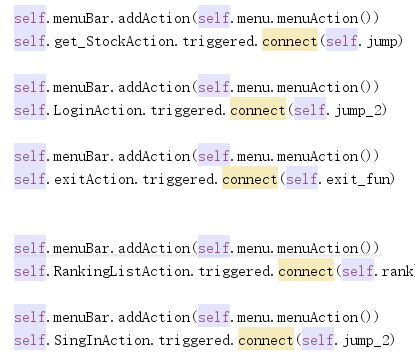 self.menuBar.addAction(self.menu.menuAction())
self.get_StockAction.triggered.connect(self.jump)
self.menuBar.addAction(self.menu.menuAction())
self.LoginAction.triggered.connect(self.jump_2)
self.menuBar.addAction(self.menu.menuAction())
self.exitAction.triggered.connect(self.exit_fun)
self.menuBar.addAction(self.menu.menuAction())
self.RankingListAction.triggered.connect(self.rank
self.menuBar.addAction(self.menu.menuAction())
self.SingInAction.triggered.connect(self.jump_2)